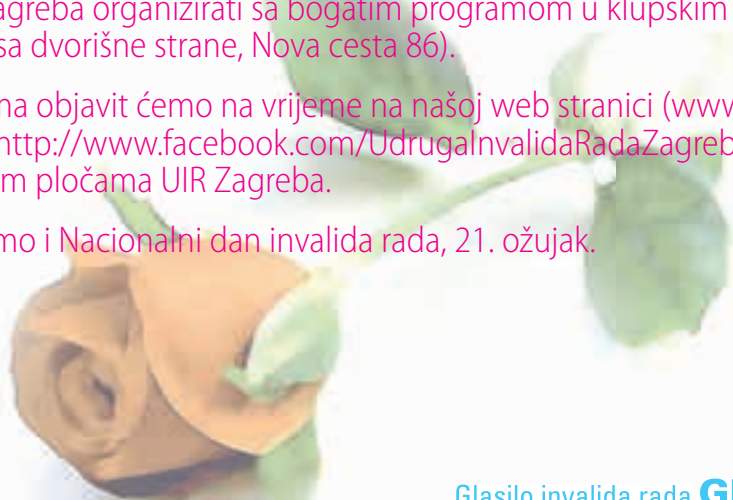 agreba organizirati sa bogatim programom u klupskim
sa dvorišne strane, Nova cesta 86).
ma objavit ćemo na vrijeme na našoj web stranici (www
http://www.facebook.com/UdrugaInvalidaRadaZagreb
m pločama UIR Zagreba.
mo i Nacionalni dan invalida rada, 21. ožujak.
Glasilo invalida rada G